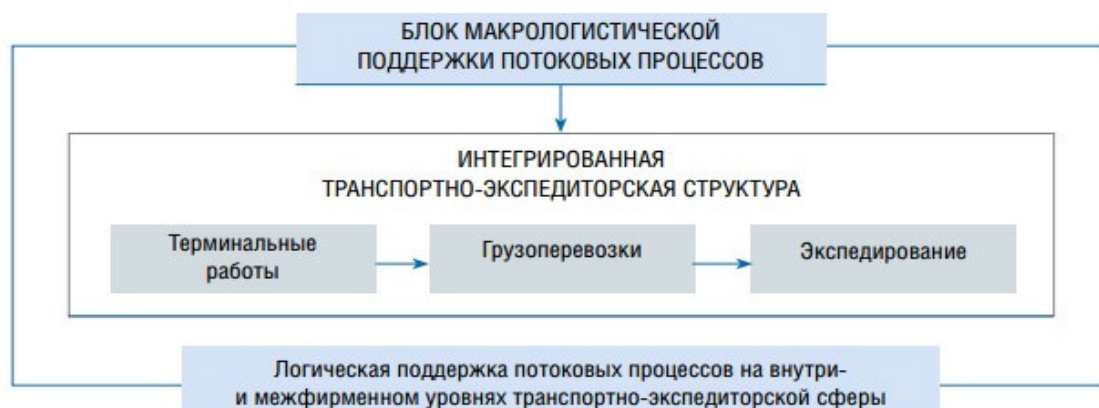 БЛОК МАКРОЛОГИСТИЧЕСКОЙ
ПОДДЕРЖКИ ПОТОКОВЫХ ПРОЦЕССОВ
ИНТЕГРИРОВАННАЯ
ТРАНСПОРТНО-ЭКСПЕДИТОРСКАЯ СТРУКТУРА
Терминальные
работы
Грузоперевозки
Экспедирование
Логическая поддержка потоковых процессов на внутри-
и межфирменном уровнях транспортно-экспедиторской сферы